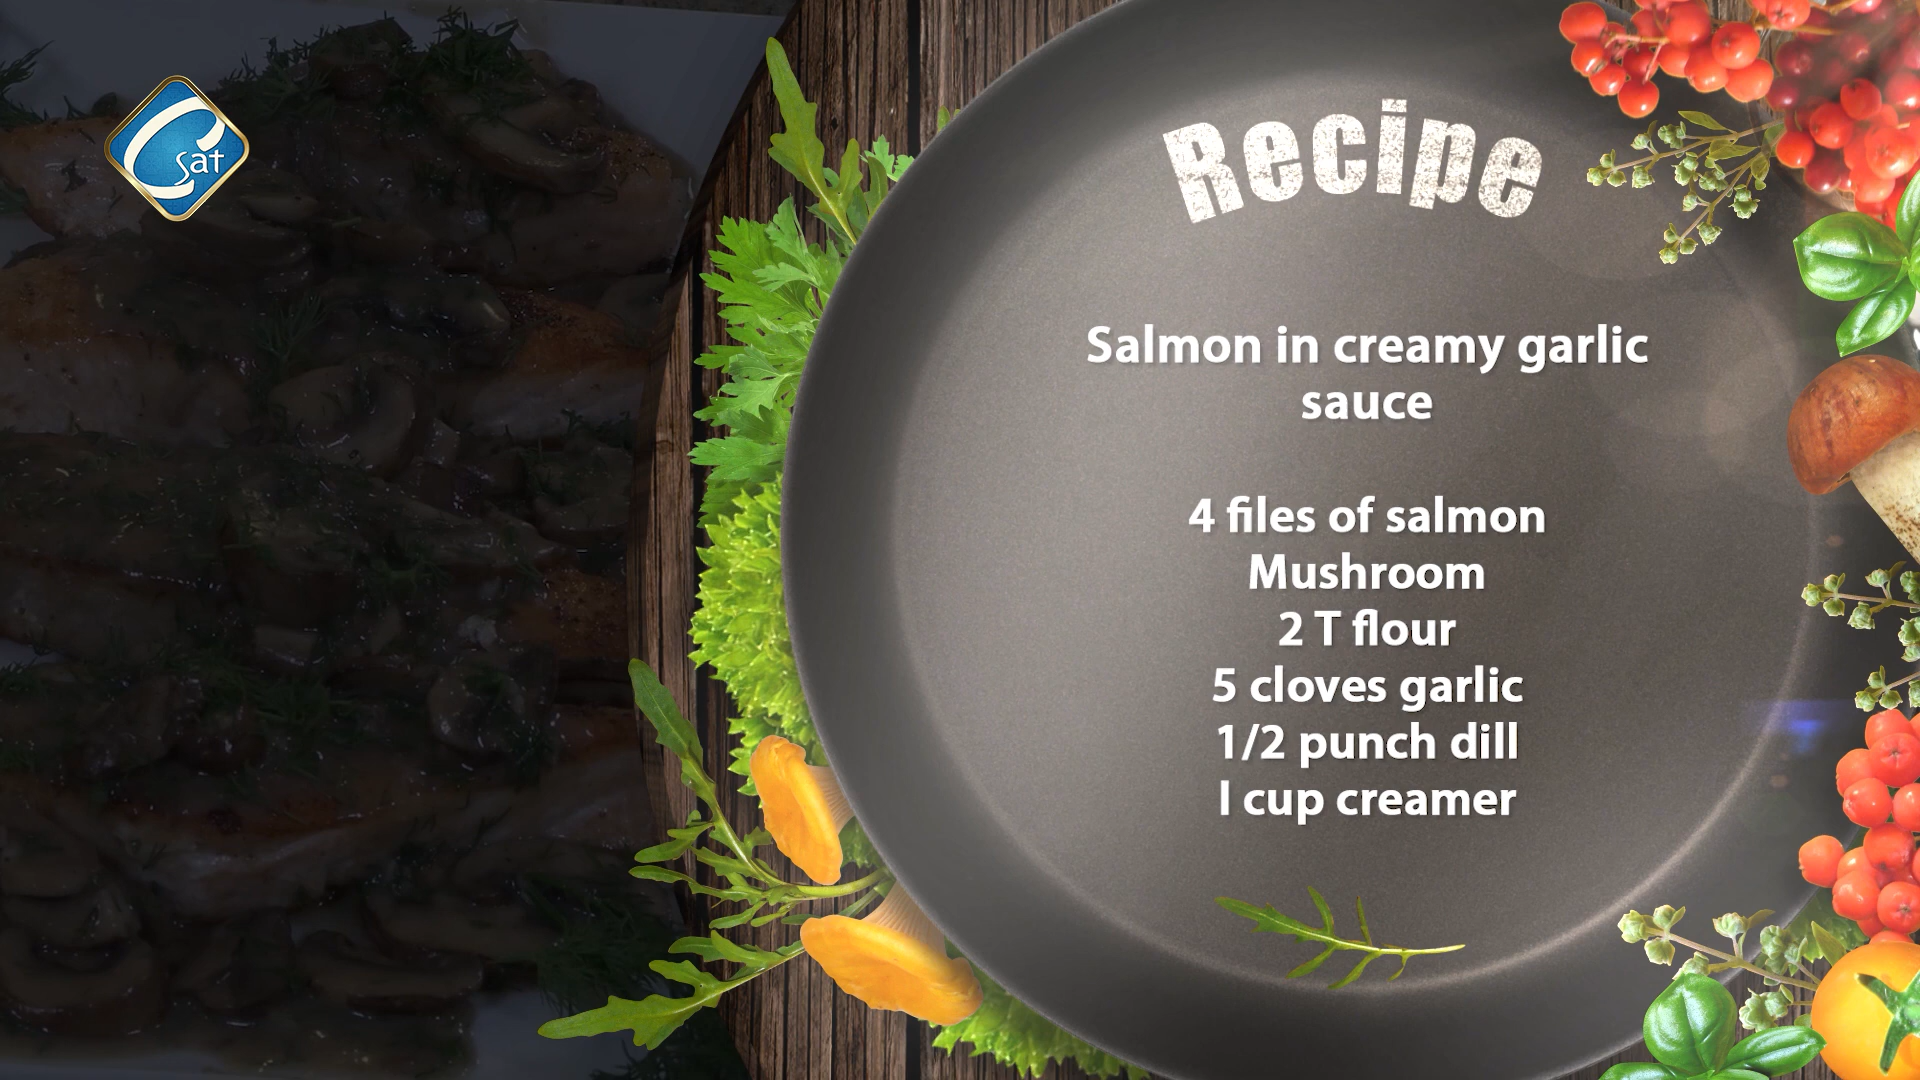 Csat
Recipe
Salmon in creamy garlic
sauce
4 files of salmon
Mushroom
2 T flour
5 cloves garlic
1/2 punch dill
I cup creamer